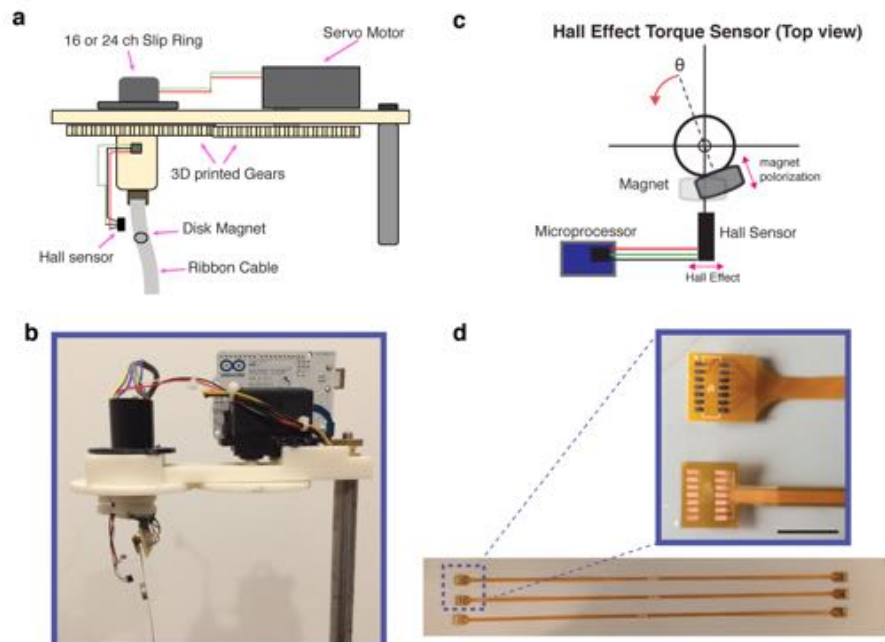 a
16 or 24 ch Slip Ring
Servo Motor
3D printed Gears
Disk Magnet
Hall sensor
Ribbon Cable
c
Hall Effect Torque Sensor (Top view)
θ
magnet
polorization
Magnet
Microprocessor
Hall Sensor
Hall Effect
b
d